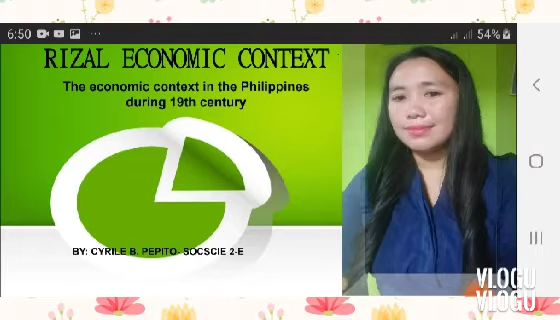 6:50
54%
RIZAL ECONOMIC CONTEXT
The economic context in the Philippines
during 19th century
BY: CYRILE B. PEPITO- SOCSCIE 2-E
VLOGU
VLOGU